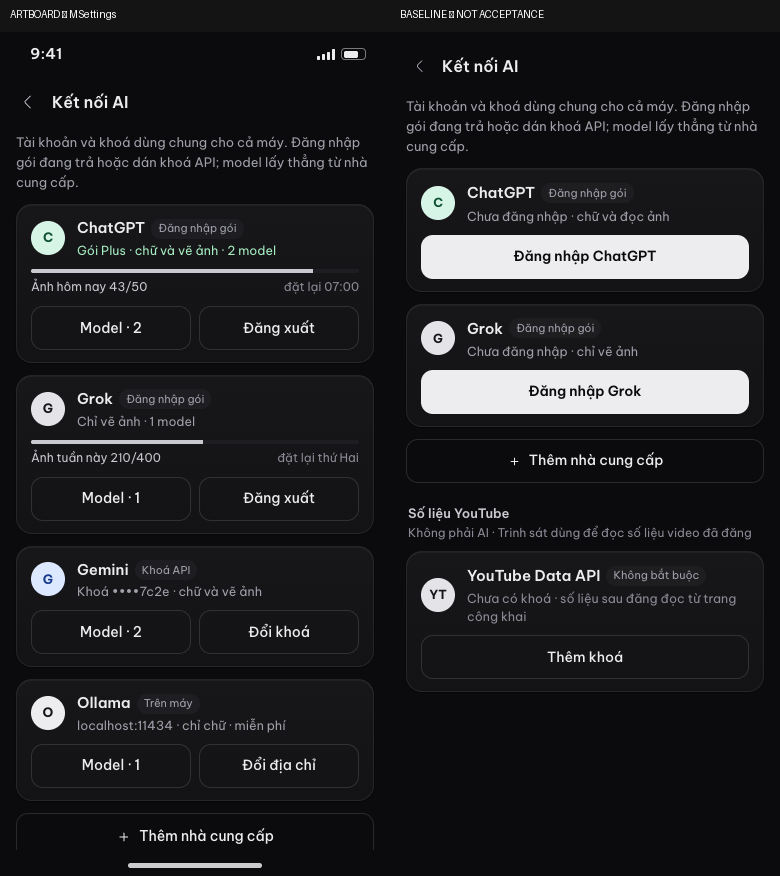 ARTBOARD MSettings
9:41
Kết nối AI
Tài khoản và khoá dùng chung cho cả máy. Đăng nhập
gói đang trả hoặc dán khoá API; model lấy thẳng từ nhà
cung cấp.
C
ChatGPT
Đăng nhập gói
Gói Plus · chữ và vẽ ảnh · 2 model
Ảnh hôm nay 43/50
đặt lại 07:00
Model · 2
Đăng xuất
G
Grok
Đăng nhập gói
Chỉ vẽ ảnh · 1 model
Ảnh tuần này 210/400
đặt lại thứ Hai
Model · 1
Đăng xuất
G
Gemini
Khoá API
Khoá ••••7c2e · chữ và vẽ ảnh
Model · 2
Đổi khoá
O
Ollama
Trên máy
localhost:11434 · chỉ chữ · miễn phí
Model · 1
Đổi địa chỉ
+ Thêm nhà cung cấp
BASELINE NOT ACCEPTANCE
Kết nối AI
Tài khoản và khoá dùng chung cho cả máy. Đăng nhập
gói đang trả hoặc dán khoá API; model lấy thẳng từ nhà
cung cấp.
C
ChatGPT
Đăng nhập gói
Chưa đăng nhập · chữ và đọc ảnh
Đăng nhập ChatGPT
G
Grok
Đăng nhập gói
Chưa đăng nhập · chỉ vẽ ảnh
Đăng nhập Grok
+ Thêm nhà cung cấp
Số liệu YouTube
Không phải AI · Trinh sát dùng để đọc số liệu video đã đăng
YT
YouTube Data API
Không bắt buộc
Chưa có khoá · số liệu sau đăng đọc từ trang
công khai
Thêm khoá